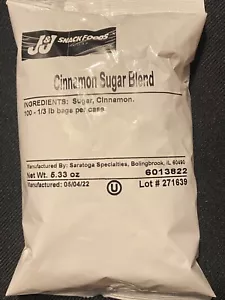 J&J SNACK FOODS
Cinnamon Sugar Blend
INGREDIENTS: Sugar, Cinnamon.
100 - 1/3 lb bags per case
Manufactured By: Saratoga Specialties, Bolingbrook, IL 60490
Net Wt. 5.33 oz 6013822
Manufactured: 05/04/22 Lot # 271639
U